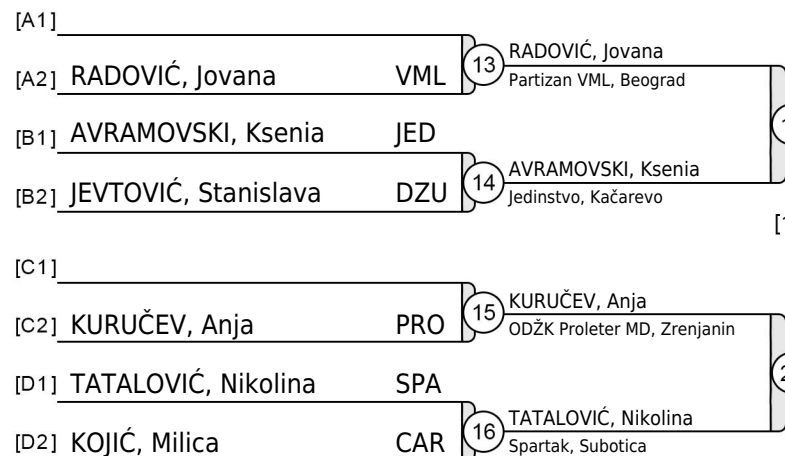 [A1]
[A2] RADOVIĆ, Jovana VML
13
RADOVIĆ, Jovana
Partizan VML, Beograd
[B1] AVRAMOVSKI, Ksenia JED
[B2] JEVTOVIĆ, Stanislava DZU
14
AVRAMOVSKI, Ksenia
Jedinstvo, Kačarevo
[C1]
[C2] KURUČEV, Anja PRO
15
KURUČEV, Anja
ODŽK Proleter MD, Zrenjanin
[D1] TATALOVIĆ, Nikolina SPA
[D2] KOJIĆ, Milica CAR
16
TATALOVIĆ, Nikolina
Spartak, Subotica